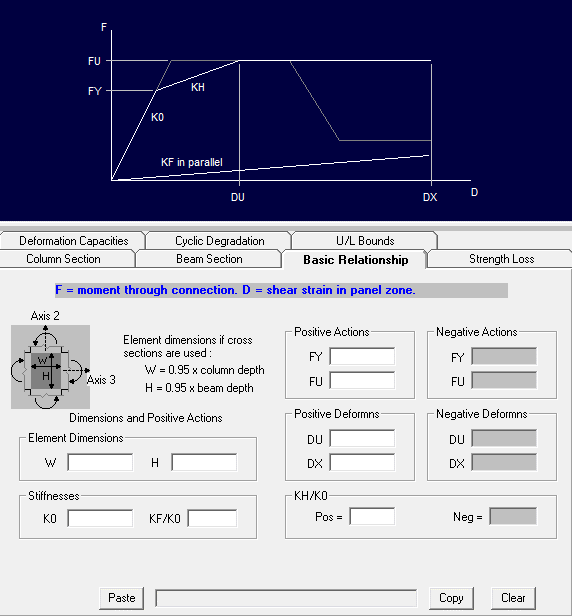 F
FU
FY
KH
K0
KF in parallel
D
DU
DX
Deformation Capacities
Cyclic Degradation
U/L Bounds
Column Section
Beam Section
Basic Relationship
Strength Loss
F = moment through connection. D = shear strain in panel zone.
Axis 2
W
H
Axis 3
Element dimensions if cross
sections are used :
W = 0.95 x column depth
H = 0.95 x beam depth
Dimensions and Positive Actions
Positive Actions
FY
FU
Negative Actions
FY
FU
Positive Deformns
DU
DX
Negative Deformns
DU
DX
Element Dimensions
W
H
Stiffnesses
K0
KF/K0
KH/K0
Pos =
Neg =
Paste
Copy
Clear